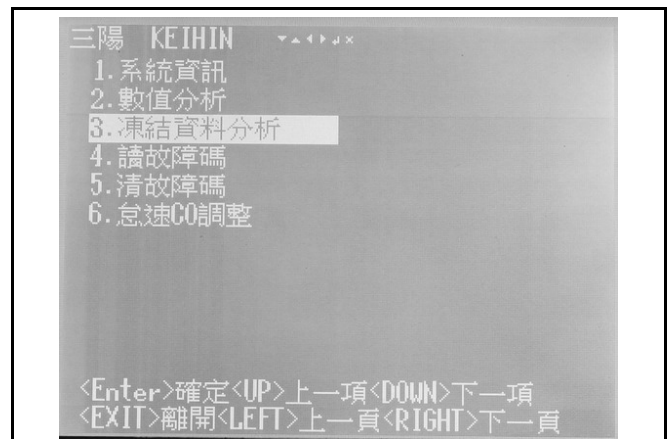 三陽 KEIHIN ▼▲◀▶↲×
1.系統資訊
2.數值分析
3.凍結資料分析
4.讀故障碼
5.清故障碼
6.怠速CO調整
<Enter>確定<UP>上一項<DOWN>下一項
<EXIT>離開<LEFT>上一頁<RIGHT>下一頁